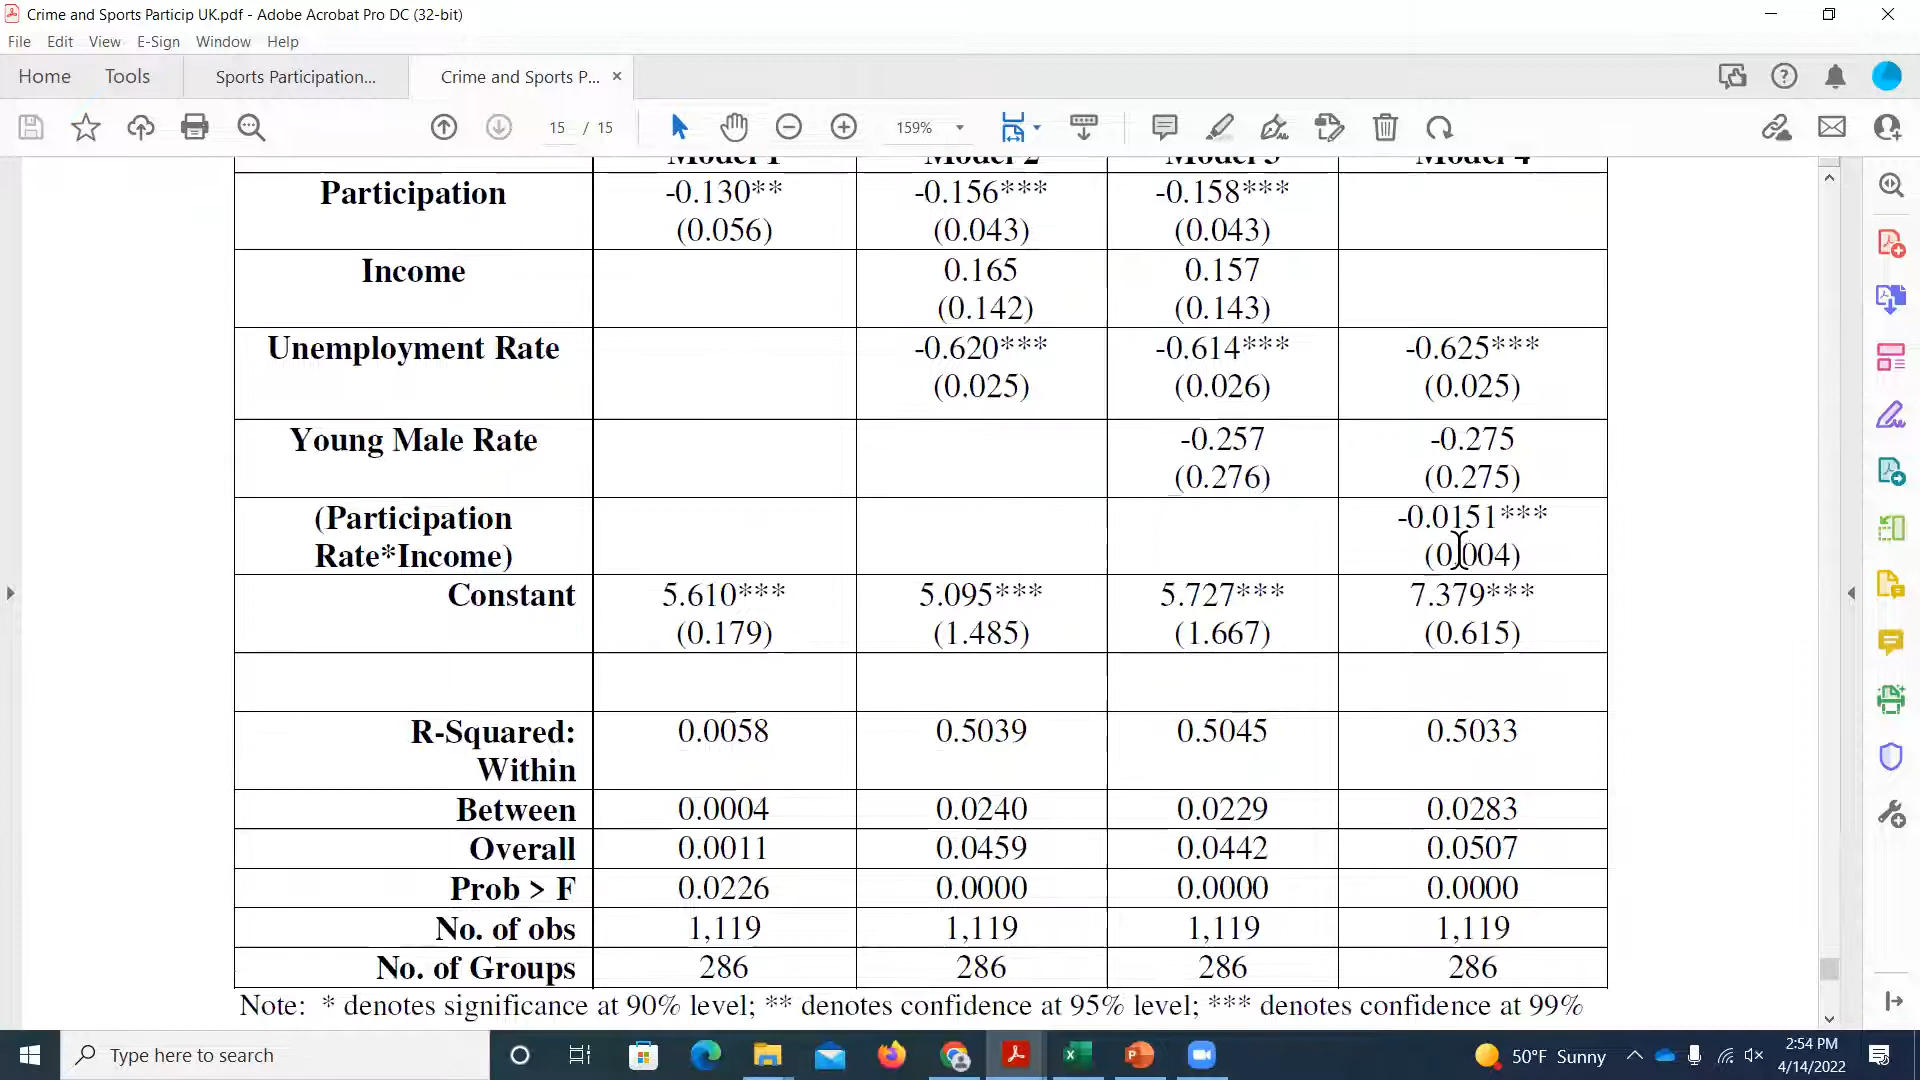 Crime and Sports Particip UK.pdf - Adobe Acrobat Pro DC (32-bit)
File Edit View E-Sign Window Help
Home Tools Sports Participation... Crime and Sports P... ×
15 / 15 159%
Model 1 Model 2 Model 3 Model 4
Participation -0.130** -0.156*** -0.158***
(0.056) (0.043) (0.043)
Income 0.165 0.157
(0.142) (0.143)
Unemployment Rate -0.620*** -0.614*** -0.625***
(0.025) (0.026) (0.025)
Young Male Rate -0.257 -0.275
(0.276) (0.275)
(Participation -0.0151***
Rate*Income) (0.004)
Constant 5.610*** 5.095*** 5.727*** 7.379***
(0.179) (1.485) (1.667) (0.615)
R-Squared: 0.0058 0.5039 0.5045 0.5033
Within
Between 0.0004 0.0240 0.0229 0.0283
Overall 0.0011 0.0459 0.0442 0.0507
Prob > F 0.0226 0.0000 0.0000 0.0000
No. of obs 1,119 1,119 1,119 1,119
No. of Groups 286 286 286 286
Note: * denotes significance at 90% level; ** denotes confidence at 95% level; *** denotes confidence at 99%
Type here to search 50°F Sunny 2:54 PM
4/14/2022